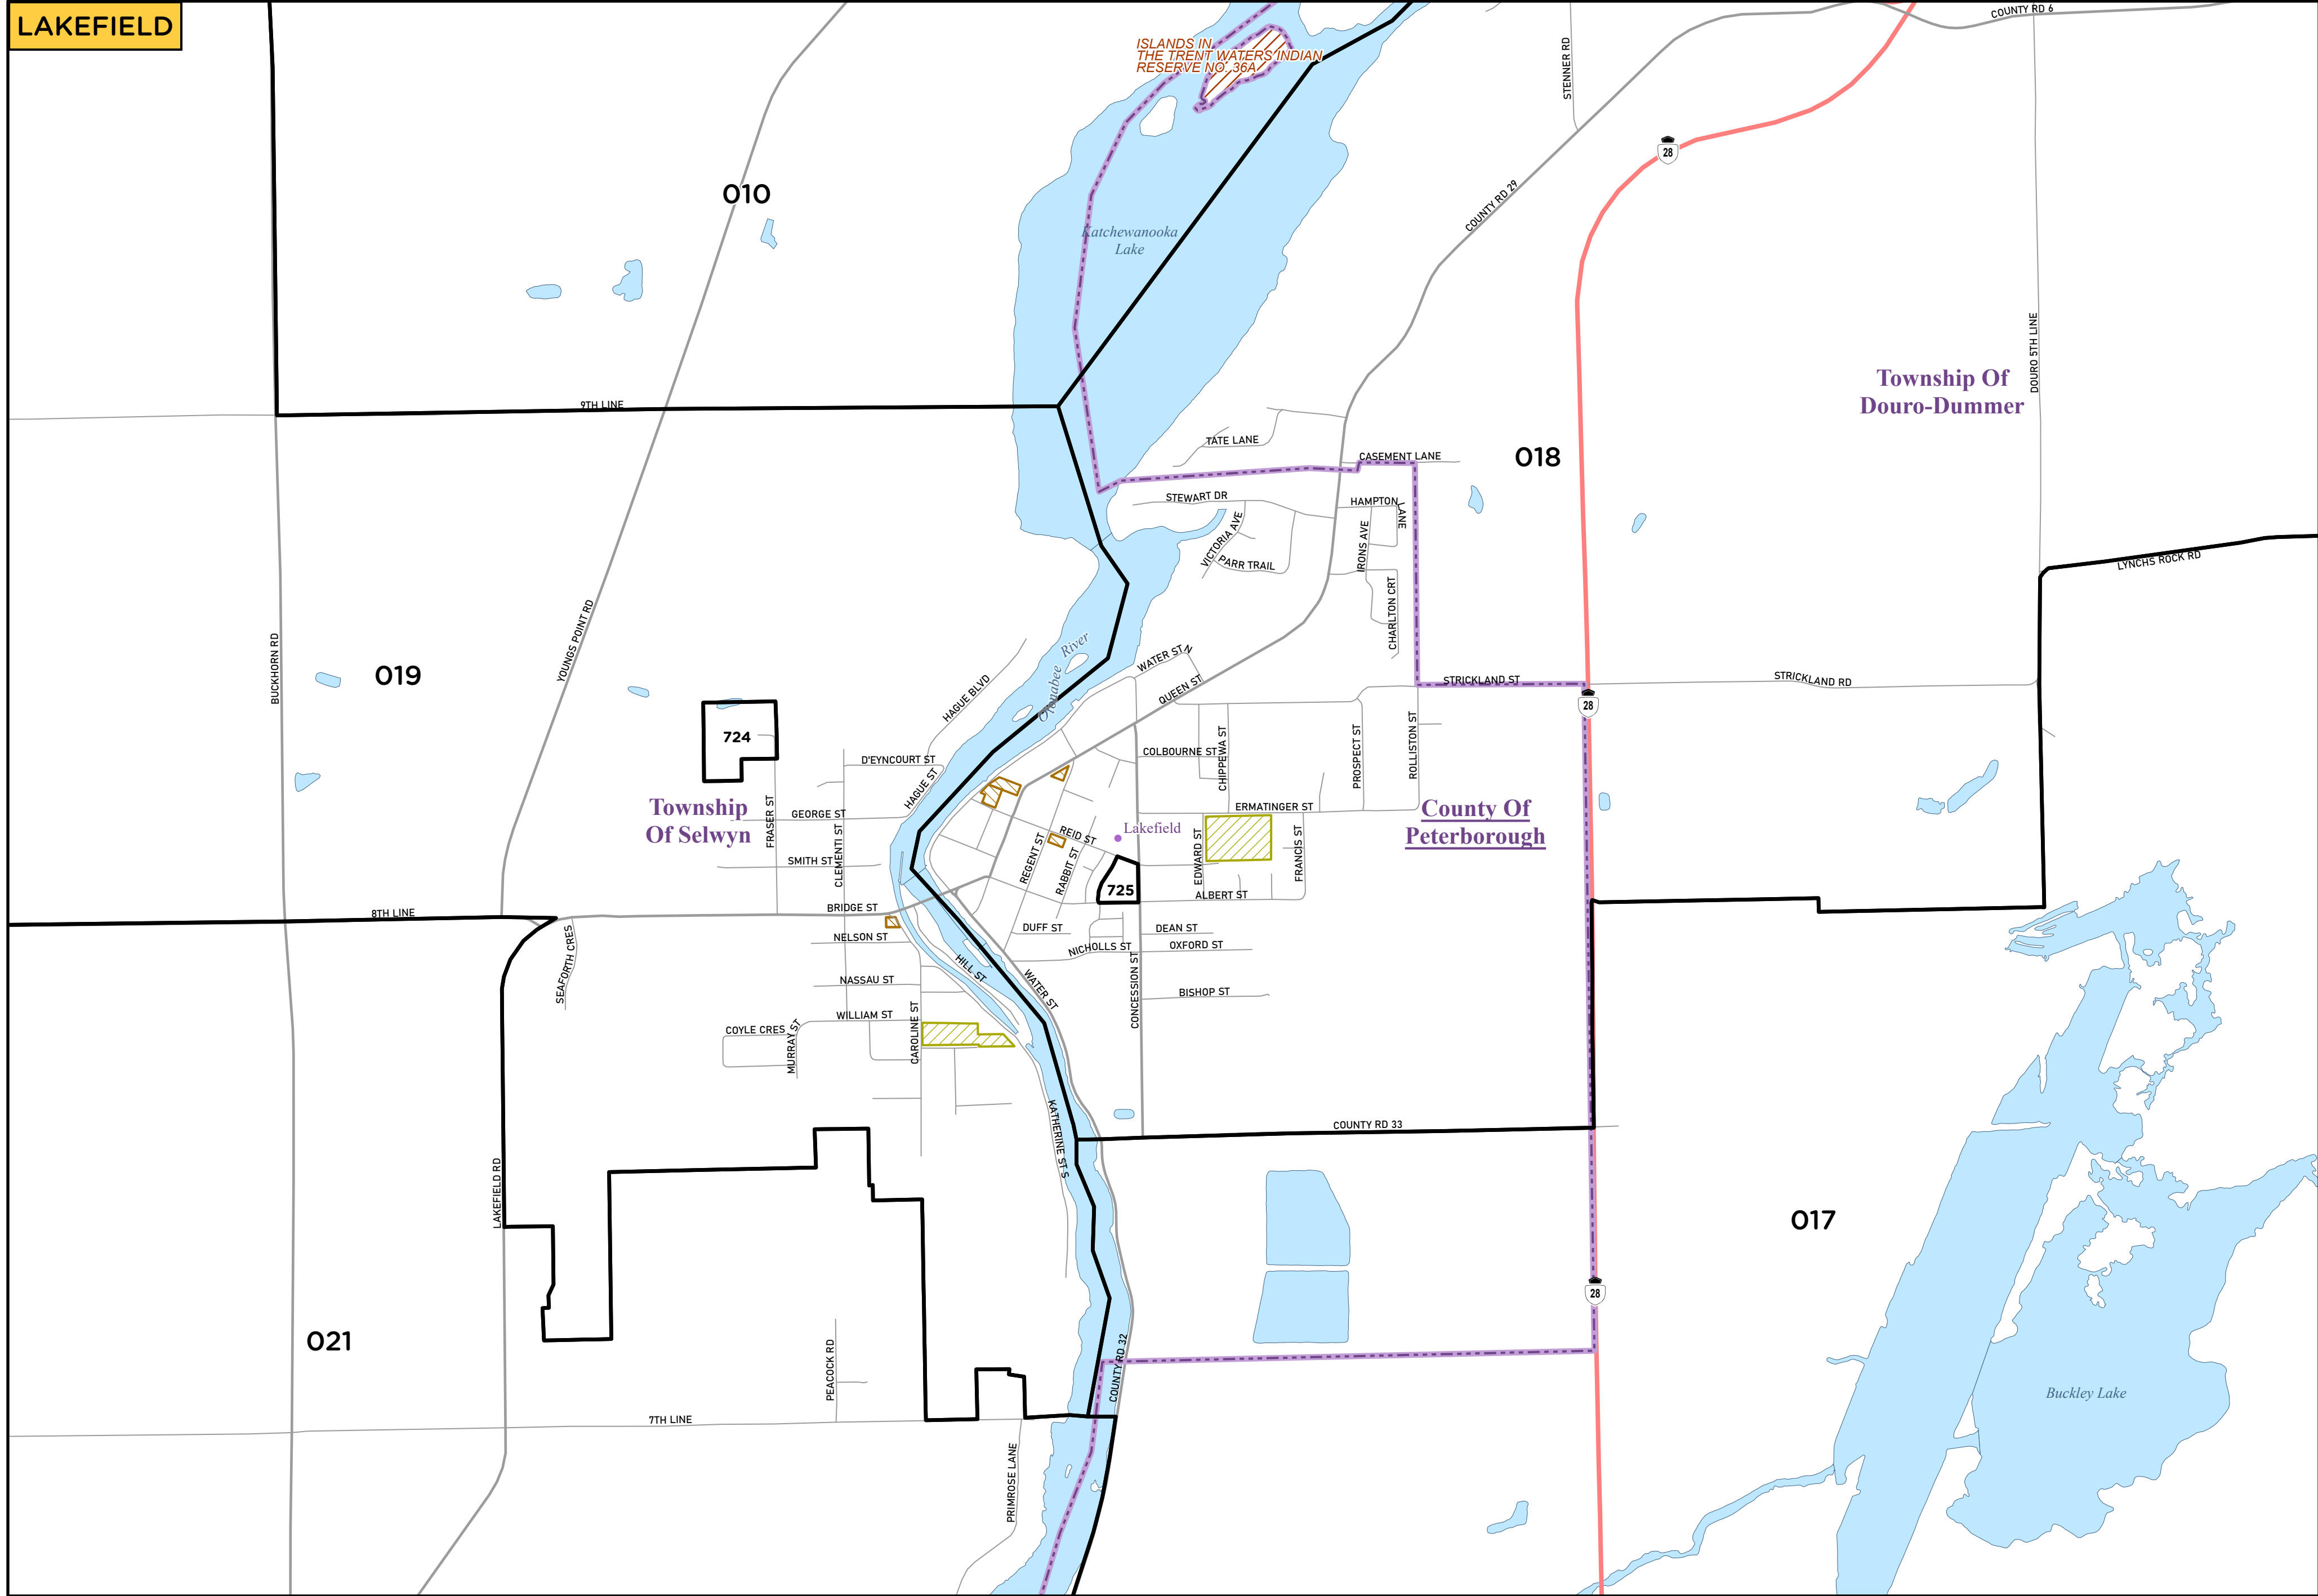 LAKEFIELD
COUNTY RD 6
ISLANDS IN
THE TRENT WATERS INDIAN
RESERVE NO. 36A
STENNER RD
28
010
COUNTY RD 29
Katchewanooka
Lake
DOURO 5TH LINE
Township Of
Douro-Dummer
9TH LINE
TATE LANE
CASEMENT LANE
018
STEWART DR
HAMPTON
LANE
VICTORIA AVE
IRONS AVE
PARR TRAIL
LYNCHS ROCK RD
CHARLTON CRT
BUCKHORN RD
YOUNGS POINT RD
019
Otonabee River
WATER ST N
QUEEN ST
HAGUE BLVD
STRICKLAND ST
STRICKLAND RD
28
724
D'EYNCOURT ST
COLBOURNE ST
CHIPPEWA ST
PROSPECT ST
ROLLISTON ST
HAGUE ST
Township
Of Selwyn
FRASER ST
GEORGE ST
CLEMENTI ST
SMITH ST
ERMATINGER ST
County Of
Peterborough
REID ST
Lakefield
REGENT ST
RABBIT ST
EDWARD ST
FRANCIS ST
725
ALBERT ST
8TH LINE
BRIDGE ST
SEAFORTH CRES
NELSON ST
DUFF ST
DEAN ST
NICHOLLS ST
OXFORD ST
HILL ST
WATER ST
CONCESSION ST
NASSAU ST
BISHOP ST
WILLIAM ST
COYLE CRES
MURRAY ST
CAROLINE ST
KATHERINE ST S
COUNTY RD 33
LAKEFIELD RD
017
28
021
PEACOCK RD
COUNTY RD 32
Buckley Lake
7TH LINE
PRIMROSE LANE